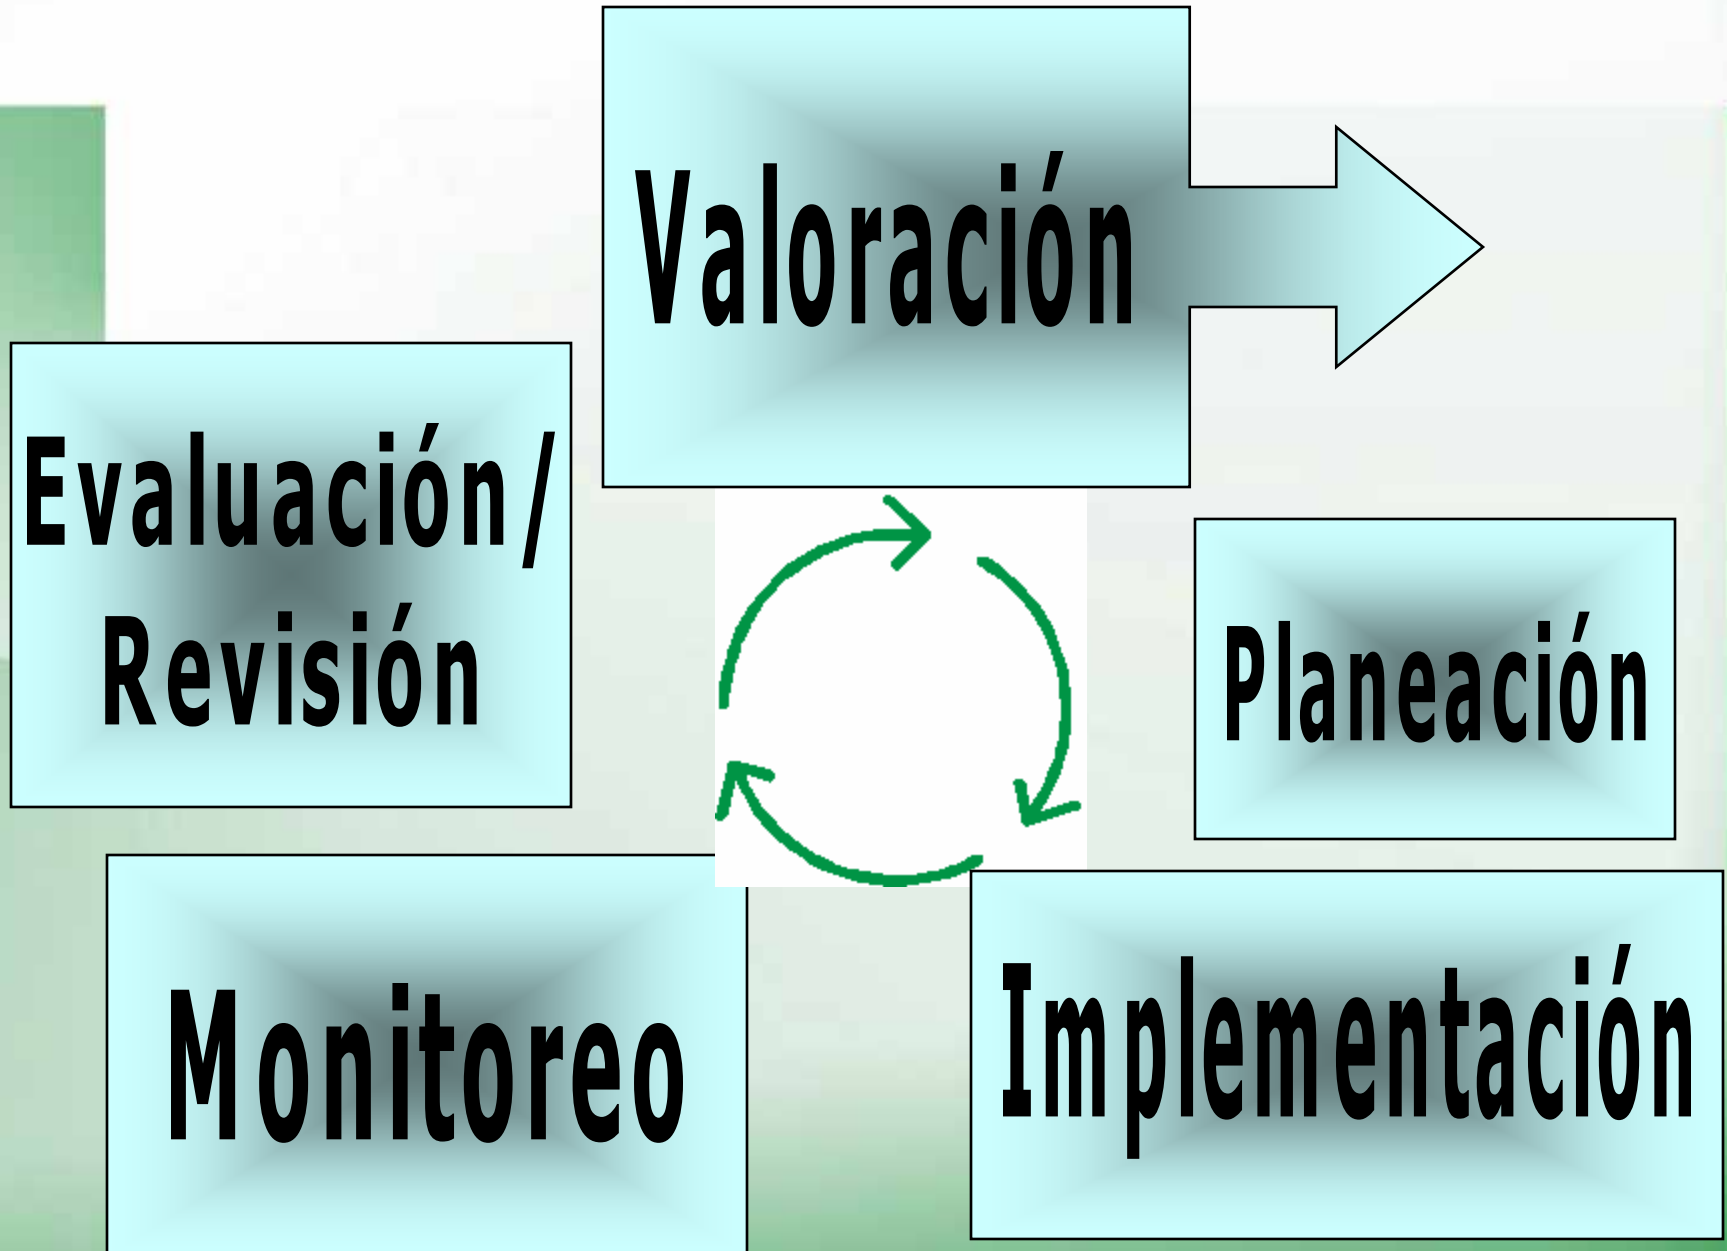 Valoración
Evaluación/
Revisión
Planeación
Monitoreo
Implementación